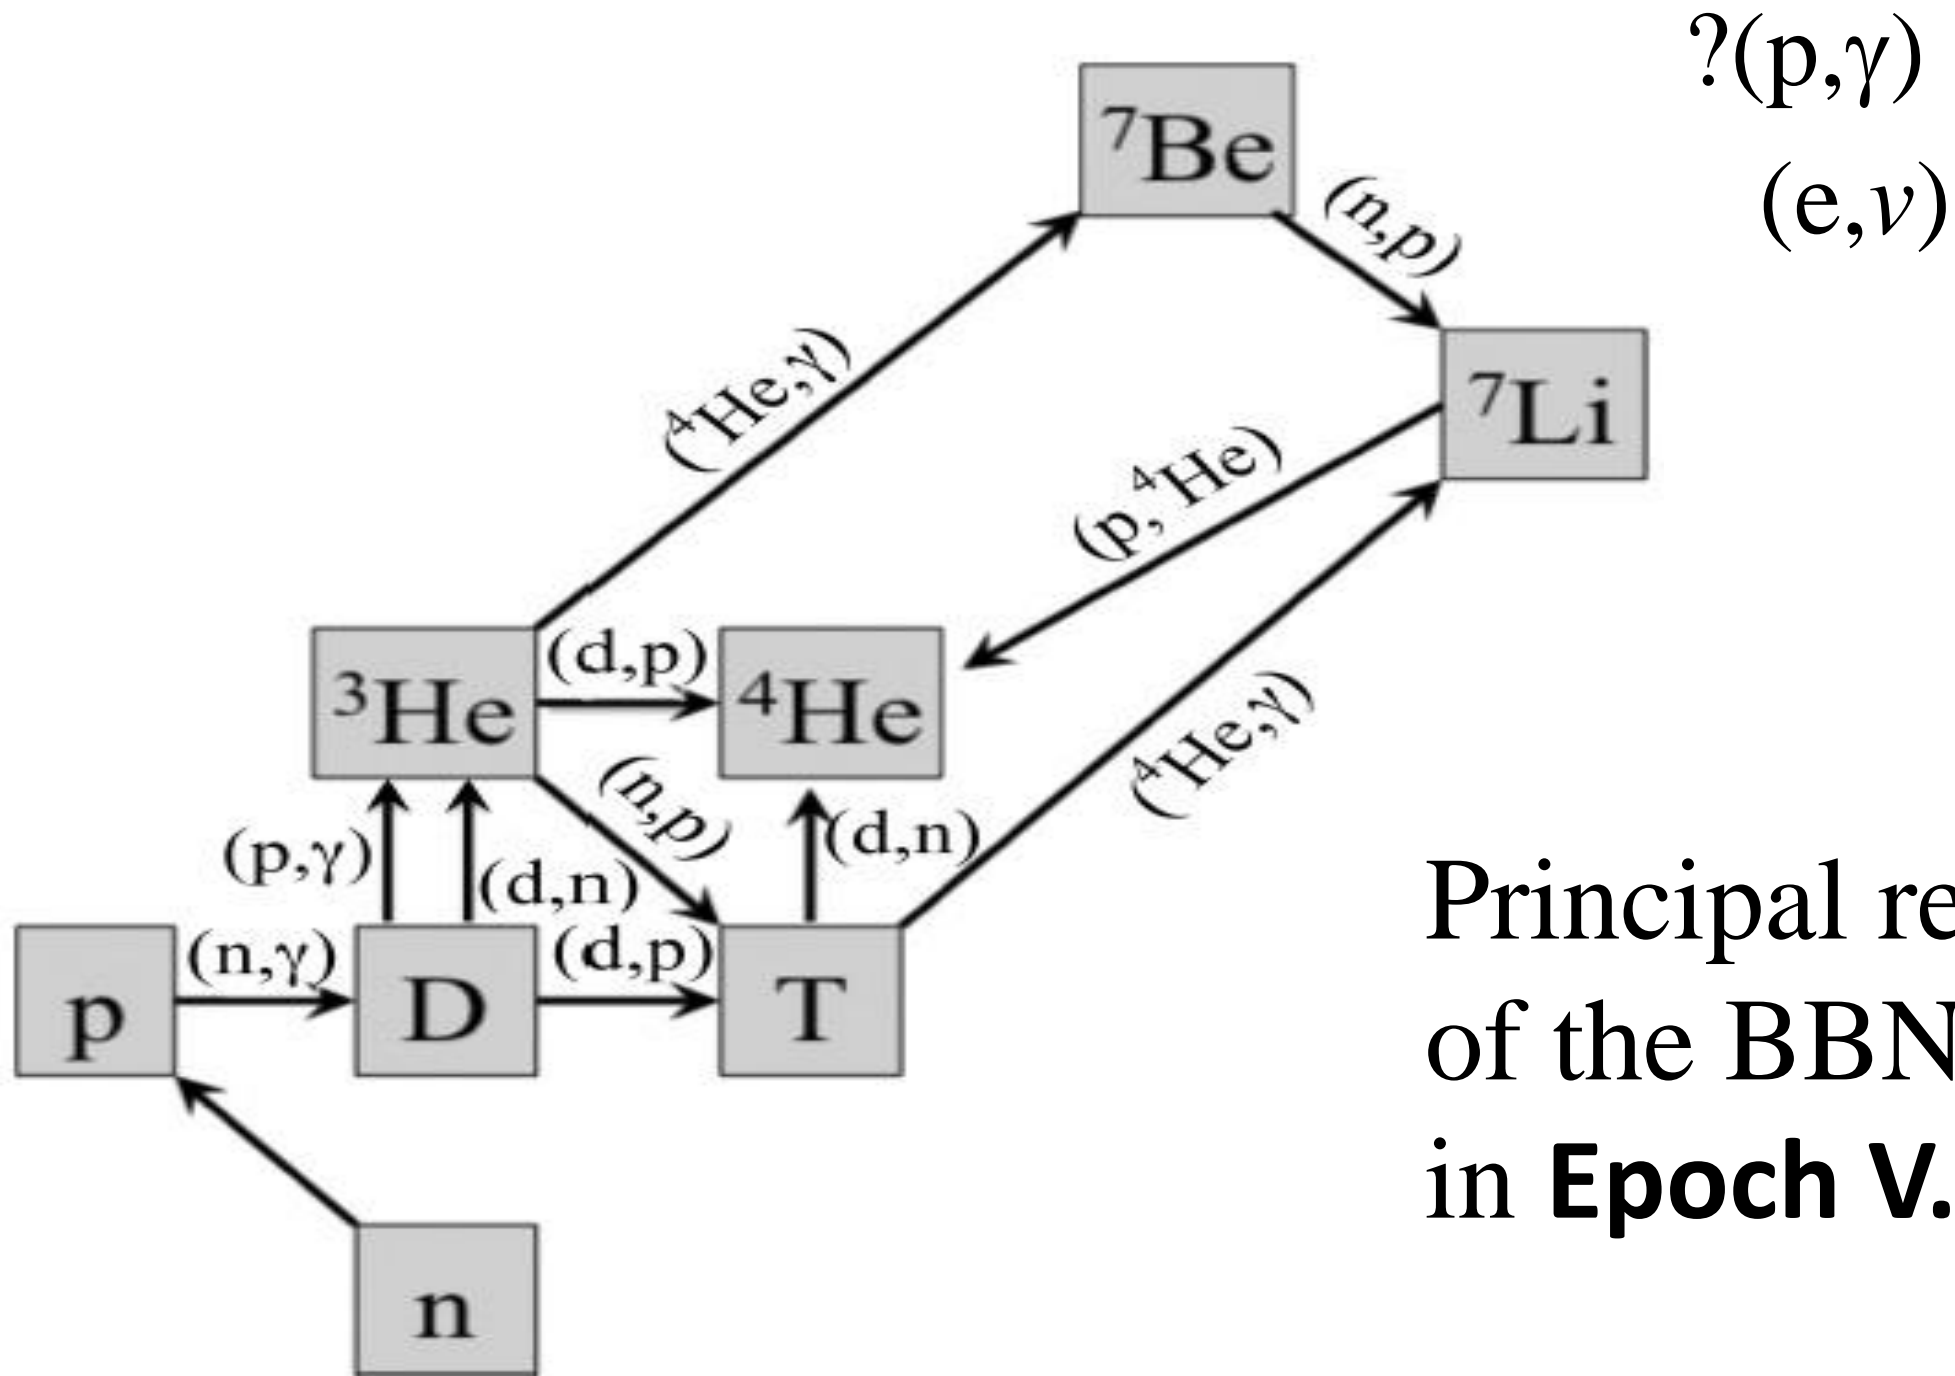 ?(p,γ)
⁷Be
(n,p)
(e,ν)
(⁴He,γ)
⁷Li
(p,⁴He)
³He
(d,p)
⁴He
(n,p)
(⁴He,γ)
(p,γ)
(d,n)
(d,n)
p
(n,γ)
D
(d,p)
T
n
Principal re
of the BBN
in Epoch V.